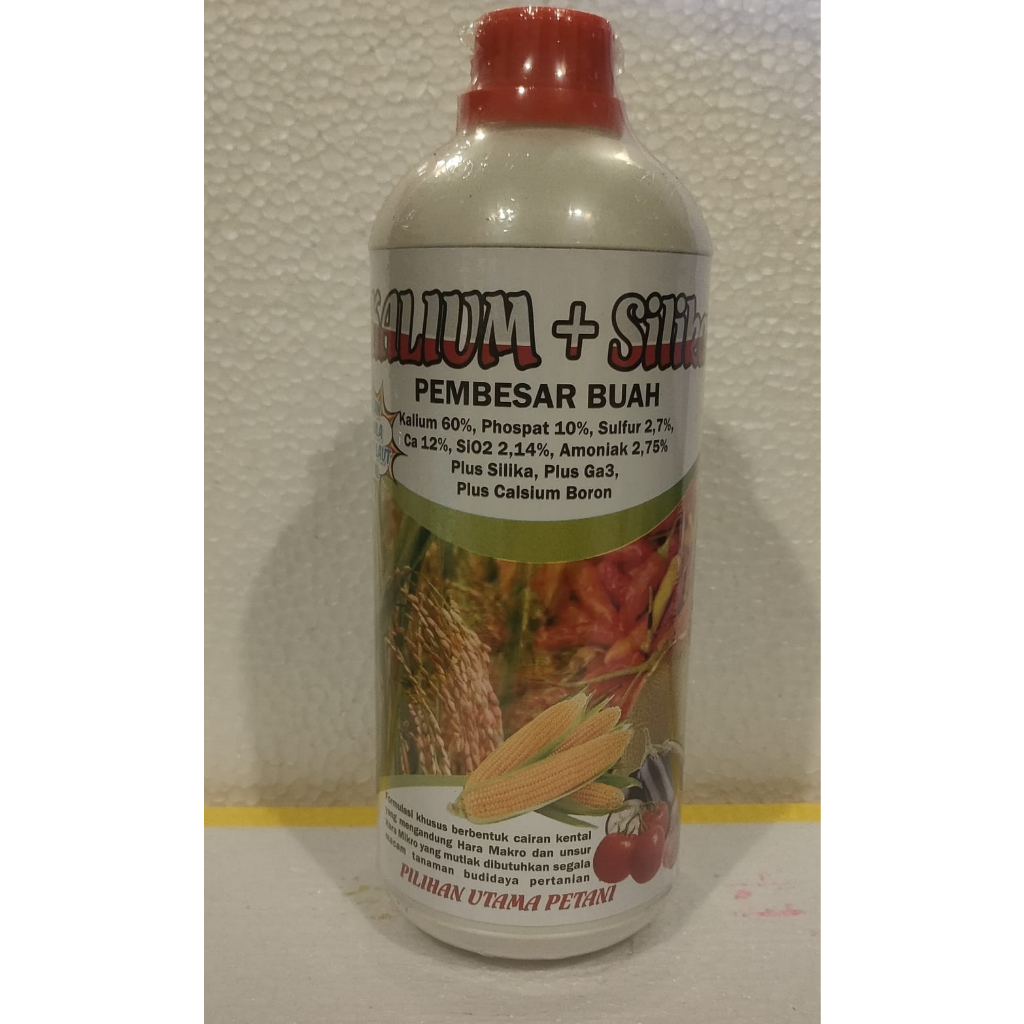 KALIUM + Silika
PEMBESAR BUAH
Kalium 60%, Phospat 10%, Sulfur 2,7%,
Ca 12%, SiO2 2,14%, Amoniak 2,75%
Plus Silika, Plus Ga3,
Plus Calsium Boron
Formulasi khusus berbentuk cairan kental
yang mengandung Hara Makro dan unsur
Hara Mikro yang mutlak dibutuhkan segala
macam tanaman budidaya pertanian
PILIHAN UTAMA PETANI